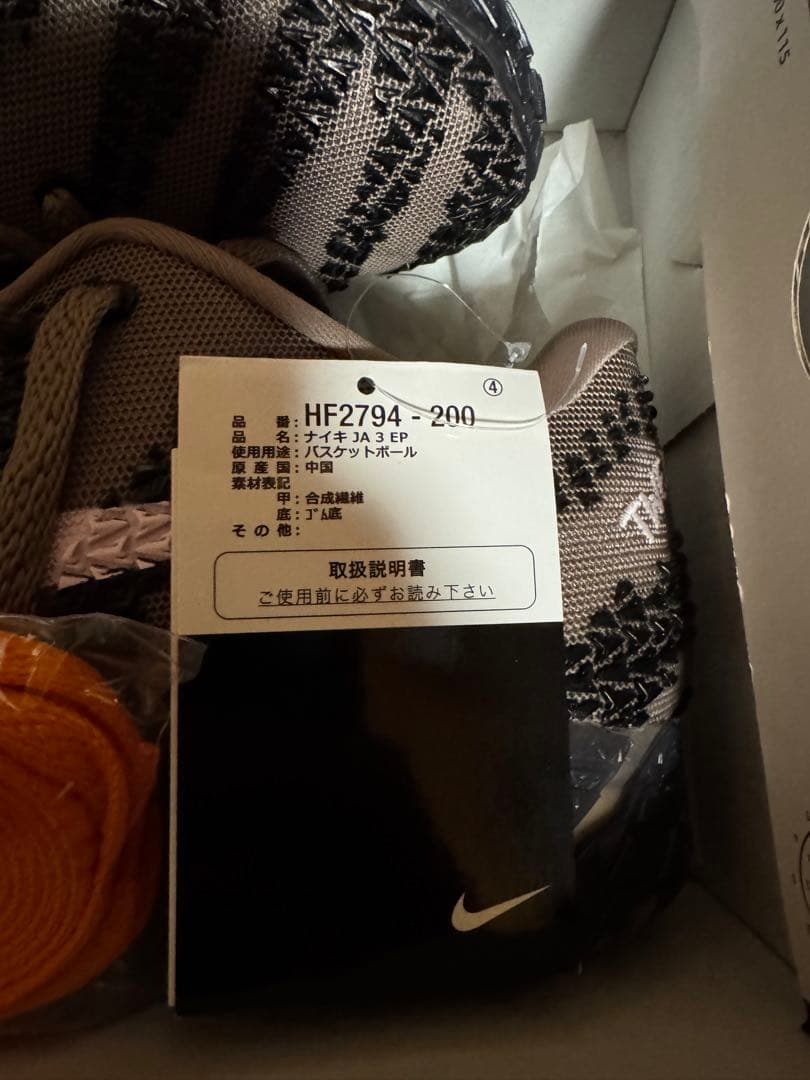 ④
品 番：HF2794 - 200
品 名：ナイキ JA 3 EP
使用用途：バスケットボール
原 産 国：中国
素材表記
甲：合成繊維
底：ゴム底
そ の 他：
取扱説明書
ご使用前に必ずお読み下さい